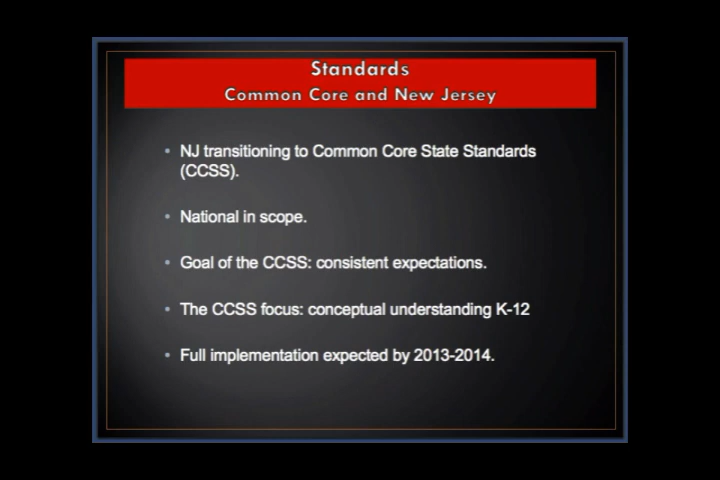 Standards
Common Core and New Jersey
• NJ transitioning to Common Core State Standards
(CCSS).
• National in scope.
• Goal of the CCSS: consistent expectations.
• The CCSS focus: conceptual understanding K-12
• Full implementation expected by 2013-2014.